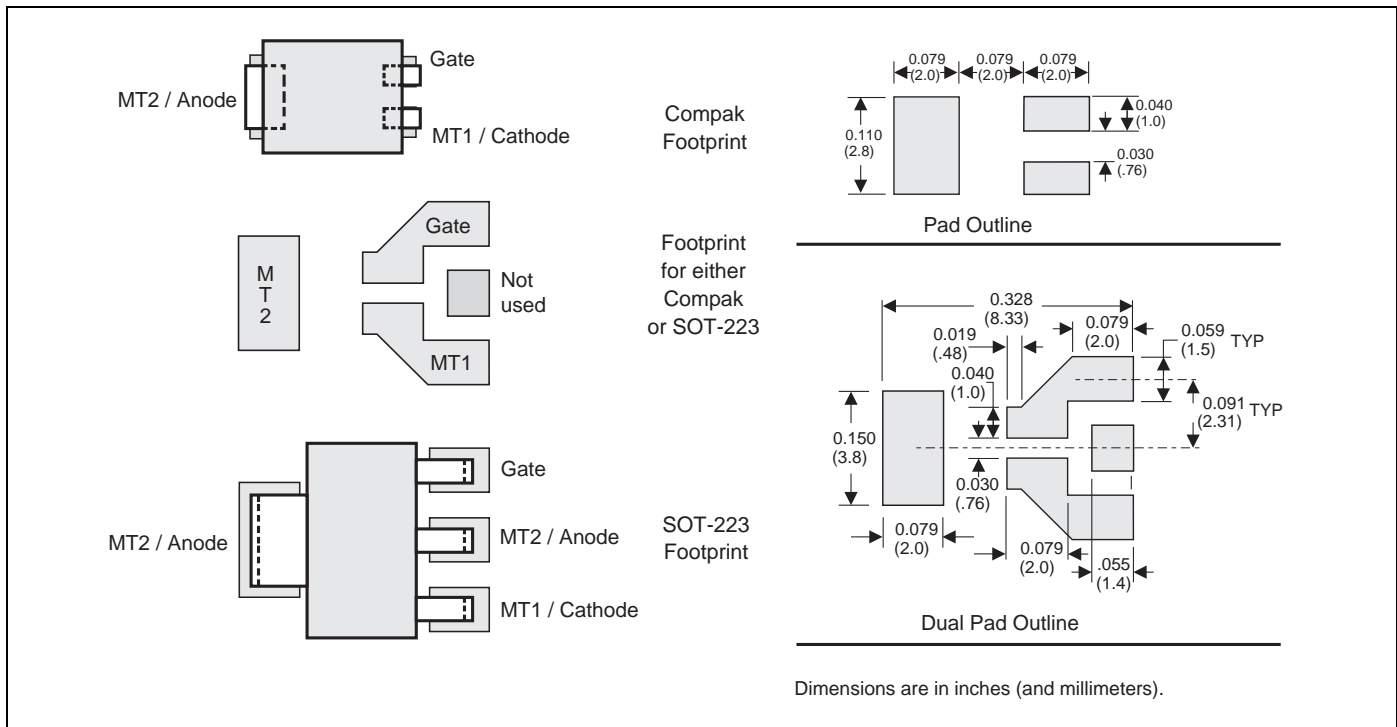 Gate
MT2 / Anode
MT1 / Cathode
Compak
Footprint
0.079
(2.0)
0.079
(2.0)
0.079
(2.0)
0.110
(2.8)
0.040
(1.0)
0.030
(.76)
Pad Outline
M
T
2
Gate
Not
used
MT1
Footprint
for either
Compak
or SOT-223
0.328
(8.33)
0.019
(.48)
0.079
(2.0)
0.059
(1.5)
TYP
0.040
(1.0)
0.091
(2.31)
TYP
0.150
(3.8)
0.030
(.76)
0.079
(2.0)
0.079
(2.0)
.055
(1.4)
Dual Pad Outline
Gate
MT2 / Anode
MT2 / Anode
MT1 / Cathode
SOT-223
Footprint
Dimensions are in inches (and millimeters).